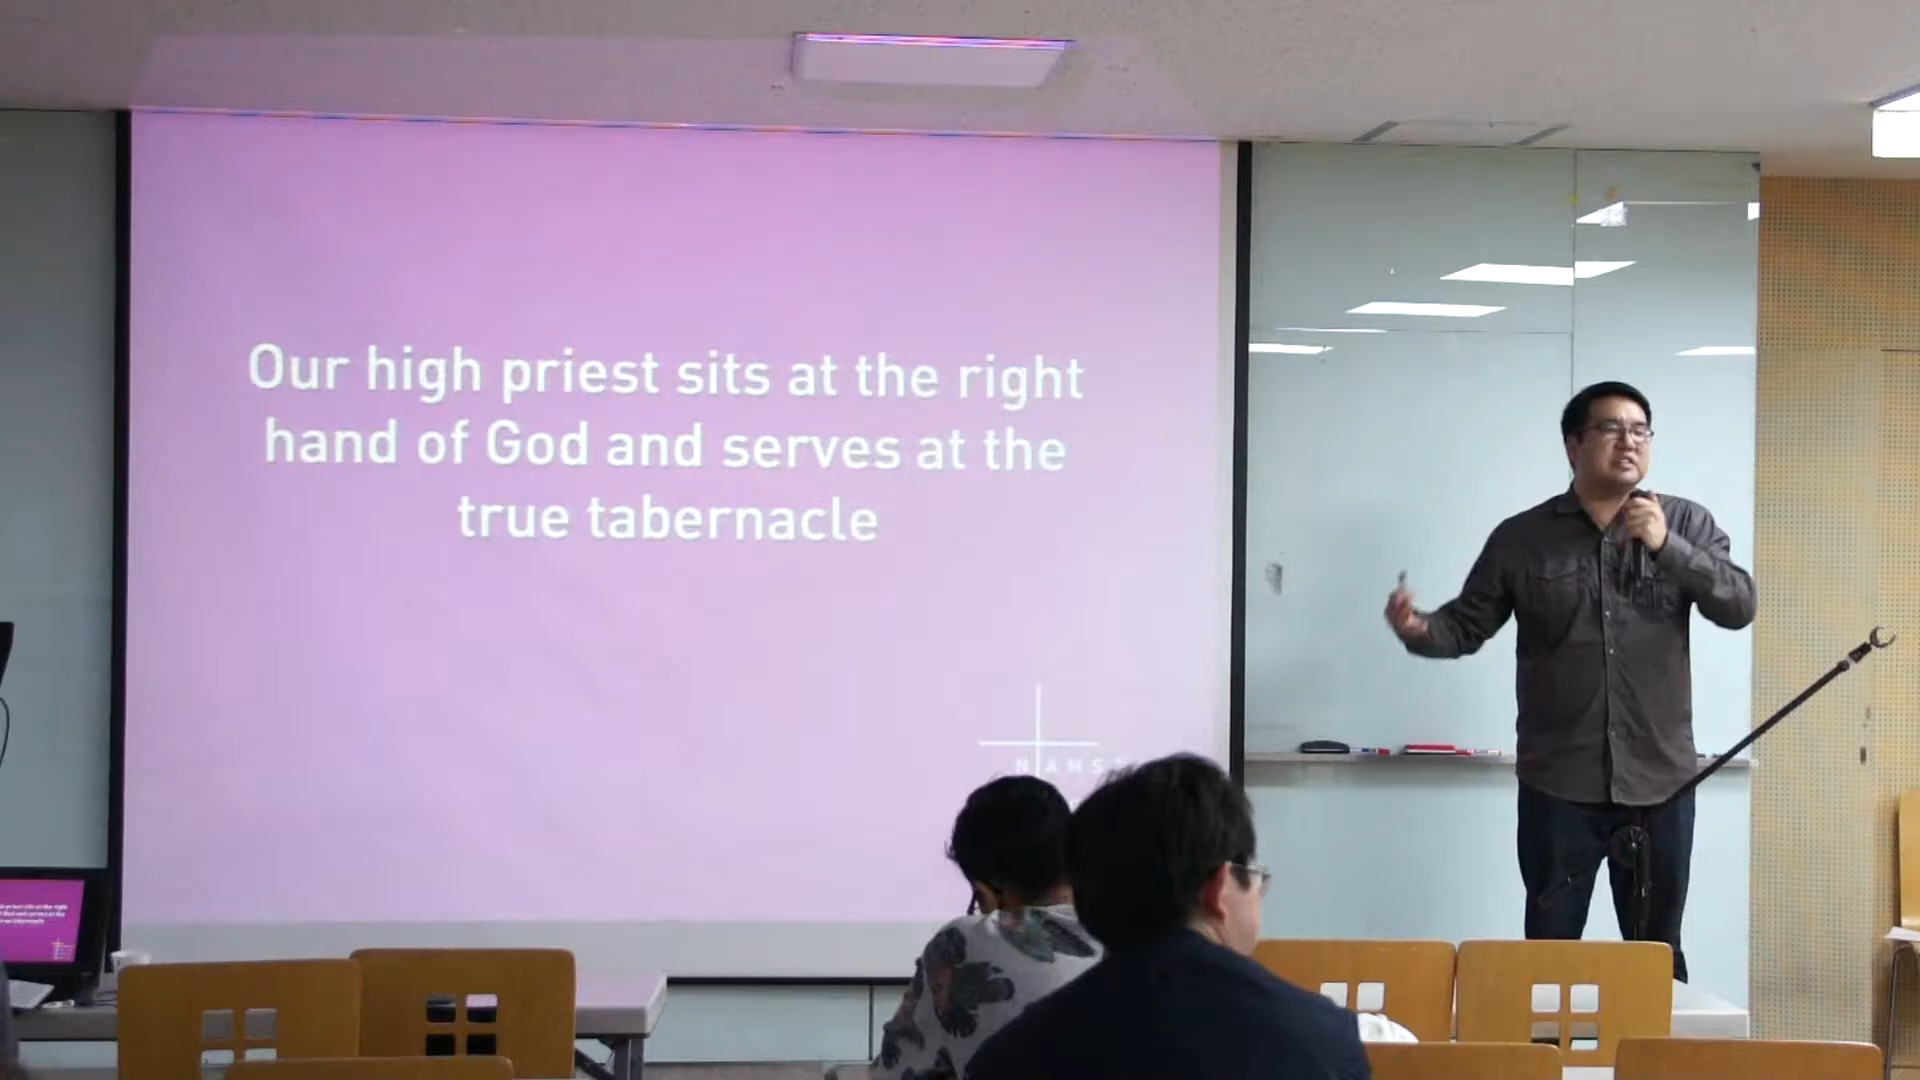 Our high priest sits at the right
hand of God and serves at the
true tabernacle